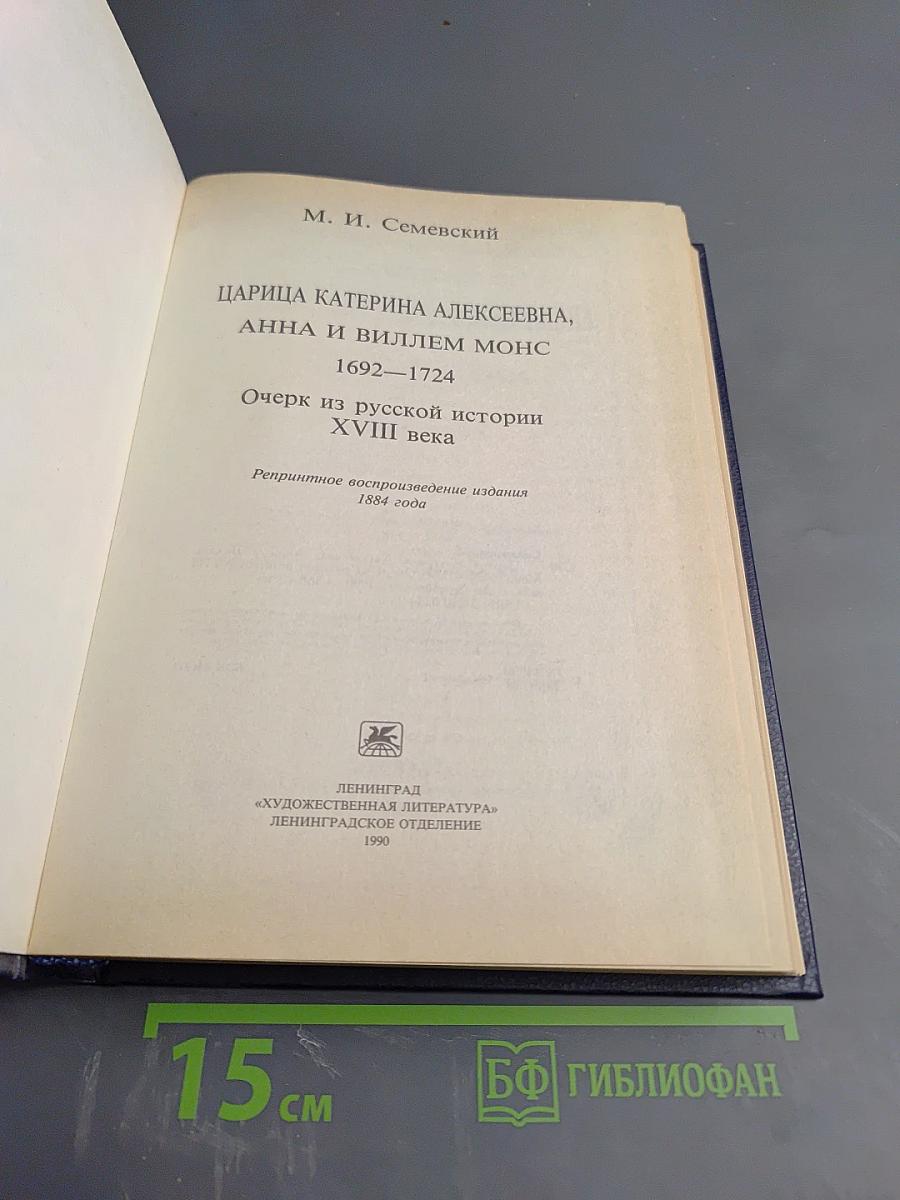 М. И. Семевский
ЦАРИЦА КАТЕРИНА АЛЕКСЕЕВНА,
АННА И ВИЛЛЕМ МОНС
1692—1724
Очерк из русской истории
XVIII века
Репринтное воспроизведение издания
1884 года
ЛЕНИНГРАД
«ХУДОЖЕСТВЕННАЯ ЛИТЕРАТУРА»
ЛЕНИНГРАДСКОЕ ОТДЕЛЕНИЕ
1990
15 см
БФ ГИБЛИОФАН